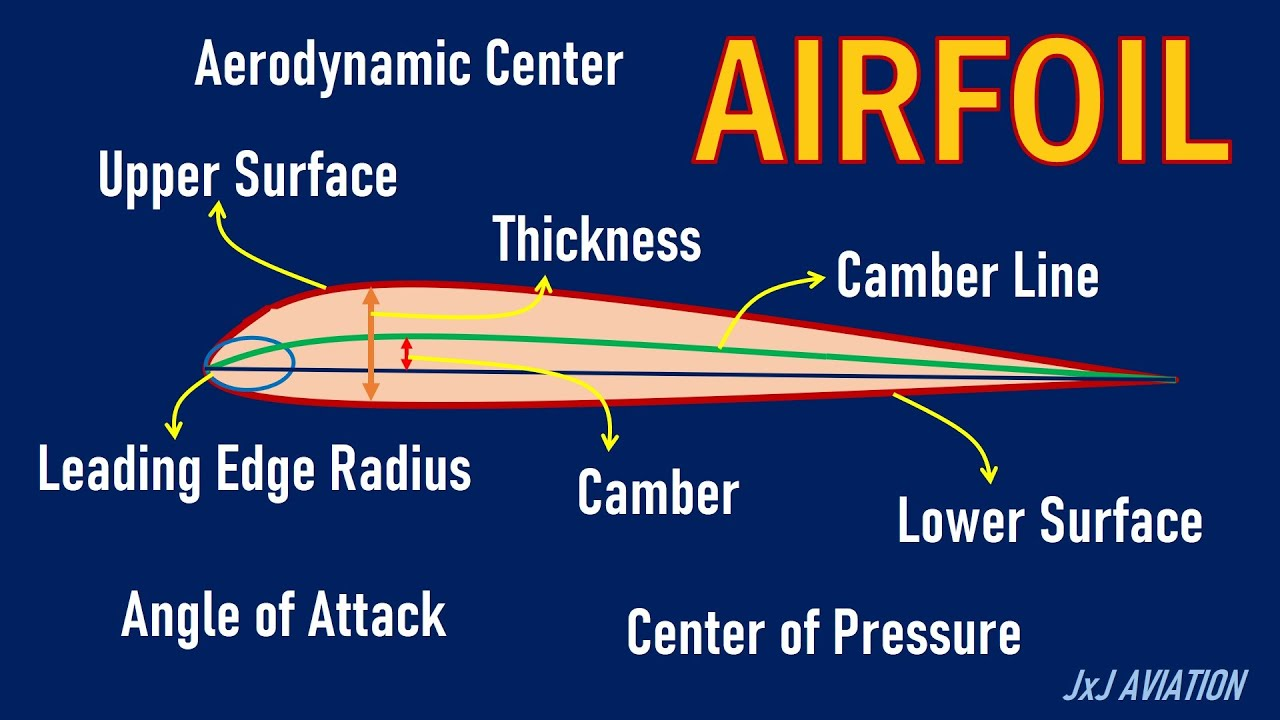 Aerodynamic Center
AIRFOIL
Upper Surface
Thickness
Camber Line
Leading Edge Radius
Camber
Lower Surface
Angle of Attack
Center of Pressure
JxJ AVIATION